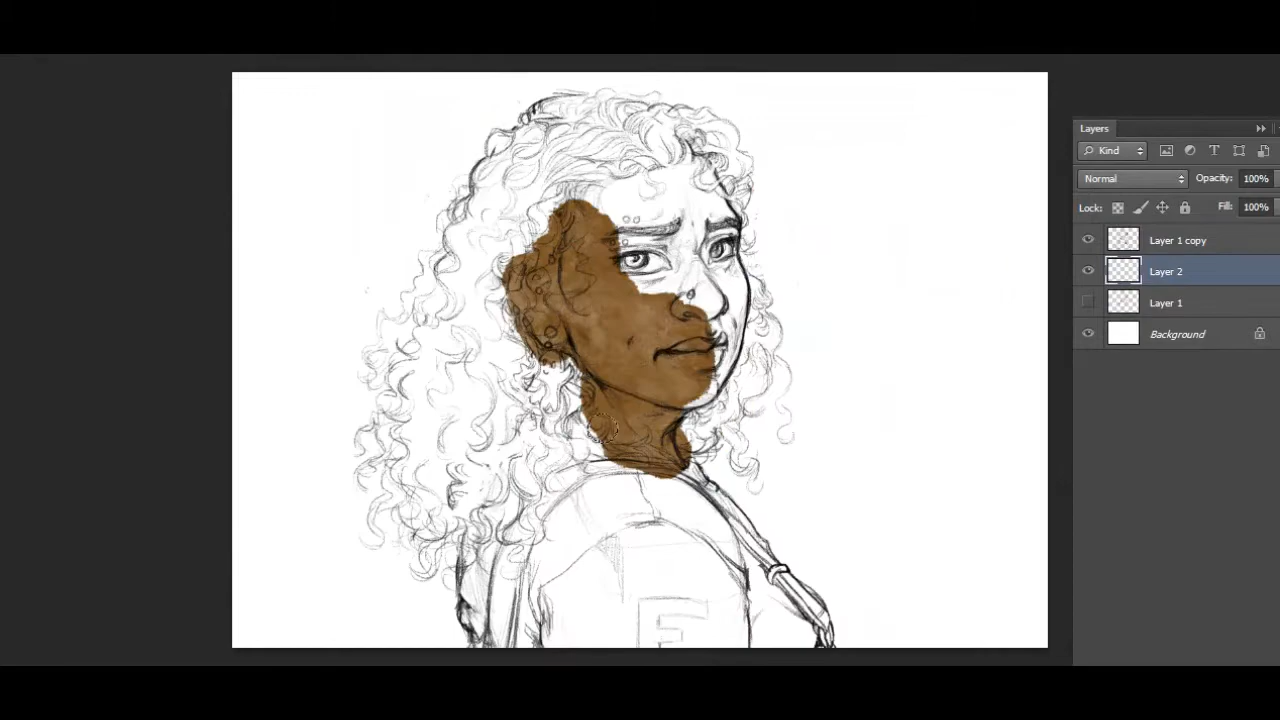 Layers
Kind
Normal Opacity: 100%
Lock: Fill: 100%
Layer 1 copy
Layer 2
Layer 1
Background
F